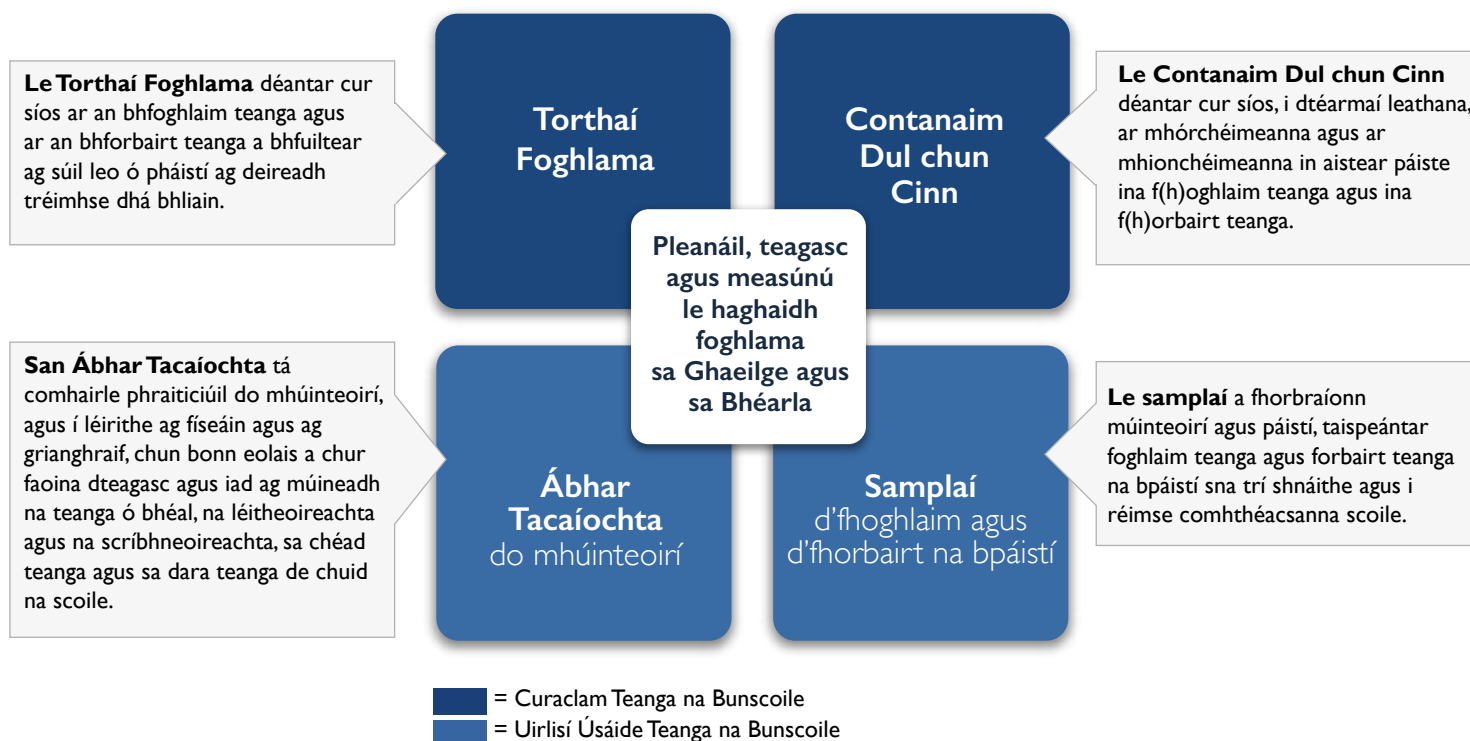 Le Torthaí Foghlama déantar cur
síos ar an bhfoghlaim teanga agus
ar an bhforbairt teanga a bhfuiltear
ag súil leo ó pháistí ag deireadh
tréimhse dhá bhliain.
Torthaí
Foghlama
Contanaim
Dul chun
Cinn
Le Contanaim Dul chun Cinn
déantar cur síos, i dtéarmaí leathana,
ar mhórchéimeanna agus ar
mhionchéimeanna in aistear páiste
ina f(h)oghlaim teanga agus ina
f(h)orbairt teanga.
Pleanáil, teagasc
agus measúnú
le haghaidh
foghlama
sa Ghaeilge agus
sa Bhéarla
San Ábhar Tacaíochta tá
comhairle phraiticiúil do mhúinteoirí,
agus í léirithe ag físeáin agus ag
grianghraif, chun bonn eolais a chur
faoina dteagasc agus iad ag múineadh
na teanga ó bhéal, na léitheoireachta
agus na scríbhneoireachta, sa chéad
teanga agus sa dara teanga de chuid
na scoile.
Ábhar
Tacaíochta
do mhúinteoirí
Samplaí
d'fhoghlaim agus
d'fhorbairt na bpáistí
Le samplaí a fhorbraíonn
múinteoirí agus páistí, taispeántar
foghlaim teanga agus forbairt teanga
na bpáistí sna trí shnáithe agus i
réimse comhthéacsanna scoile.
= Curaclam Teanga na Bunscoile
= Uirlisí Úsáide Teanga na Bunscoile